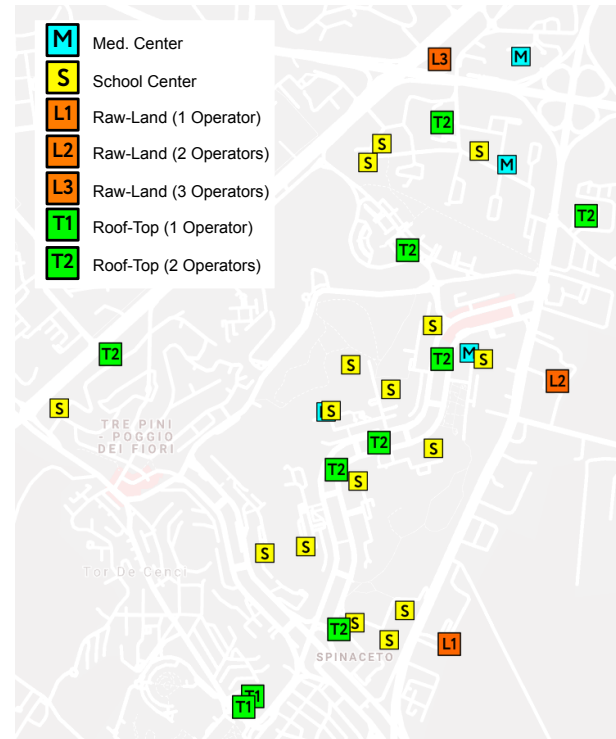 M Med. Center
S School Center
L1 Raw-Land (1 Operator)
L2 Raw-Land (2 Operators)
L3 Raw-Land (3 Operators)
T1 Roof-Top (1 Operator)
T2 Roof-Top (2 Operators)
L3
M
T2
S
S
S
M
T2
T2
S
T2
T2
M
S
S
L2
S
S
S
TRE PINI
- POGGIO
DEI FIORI
T2
S
T2
S
S
S
Tor De Cenci
S
S
T2
S
L1
SPINACETO
T1
T1